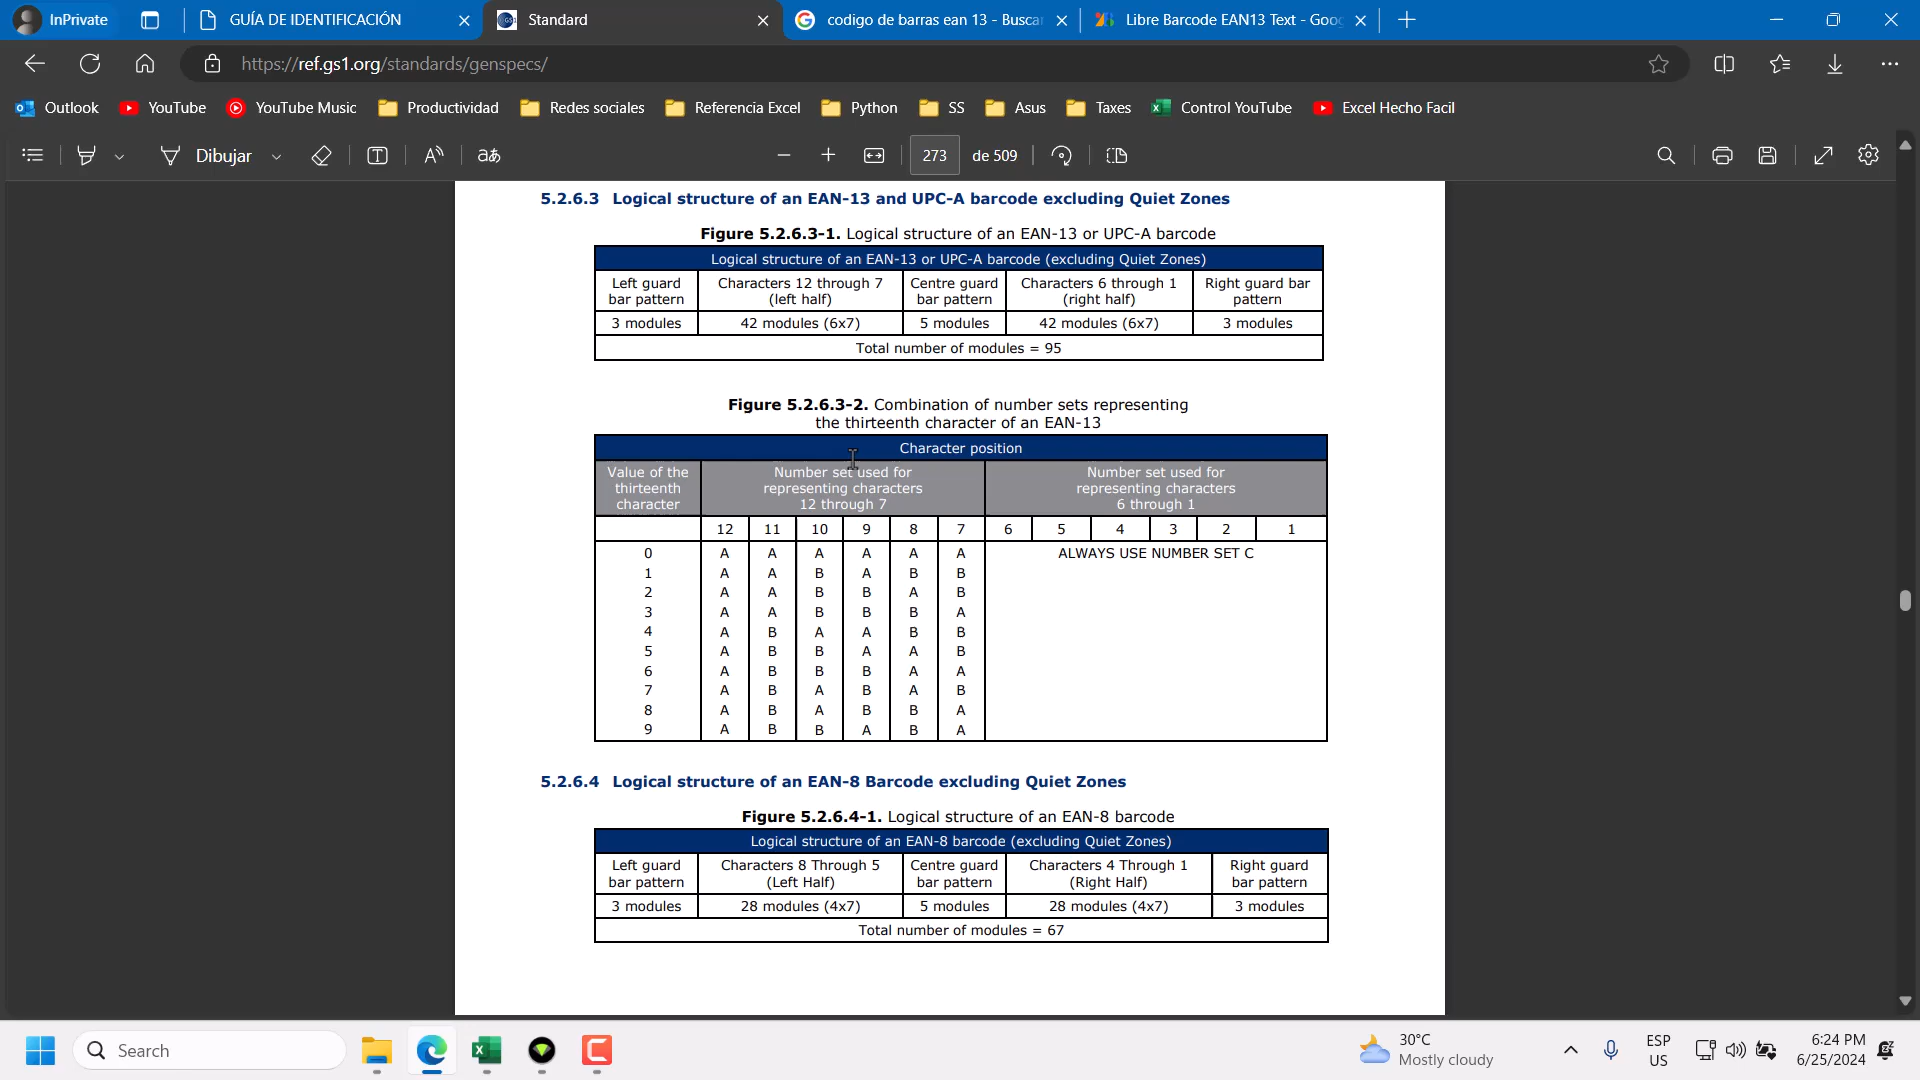 InPrivate
GUÍA DE IDENTIFICACIÓN
Standard
codigo de barras ean 13 - Busca
Libre Barcode EAN13 Text - Goo
https://ref.gs1.org/standards/genspecs/
Outlook YouTube YouTube Music Productividad Redes sociales Referencia Excel Python SS Asus Taxes Control YouTube Excel Hecho Facil
Dibujar
273 de 509
5.2.6.3 Logical structure of an EAN-13 and UPC-A barcode excluding Quiet Zones
Figure 5.2.6.3-1. Logical structure of an EAN-13 or UPC-A barcode
Logical structure of an EAN-13 or UPC-A barcode (excluding Quiet Zones)
Left guard Characters 12 through 7 Centre guard Characters 6 through 1 Right guard bar
bar pattern (left half) bar pattern (right half) pattern
3 modules 42 modules (6x7) 5 modules 42 modules (6x7) 3 modules
Total number of modules = 95
Figure 5.2.6.3-2. Combination of number sets representing
the thirteenth character of an EAN-13
Character position
Value of the Number set used for Number set used for
thirteenth representing characters representing characters
character 12 through 7 6 through 1
12 11 10 9 8 7 6 5 4 3 2 1
0 A A A A A A ALWAYS USE NUMBER SET C
1 A A B A B B
2 A A B B A B
3 A A B B B A
4 A B A A B B
5 A B B A A B
6 A B B B A A
7 A B A B A B
8 A B A B B A
9 A B B A B A
5.2.6.4 Logical structure of an EAN-8 Barcode excluding Quiet Zones
Figure 5.2.6.4-1. Logical structure of an EAN-8 barcode
Logical structure of an EAN-8 barcode (excluding Quiet Zones)
Left guard Characters 8 Through 5 Centre guard Characters 4 Through 1 Right guard
bar pattern (Left Half) bar pattern (Right Half) bar pattern
3 modules 28 modules (4x7) 5 modules 28 modules (4x7) 3 modules
Total number of modules = 67
Search
30°C
Mostly cloudy
ESP
US
6:24 PM
6/25/2024